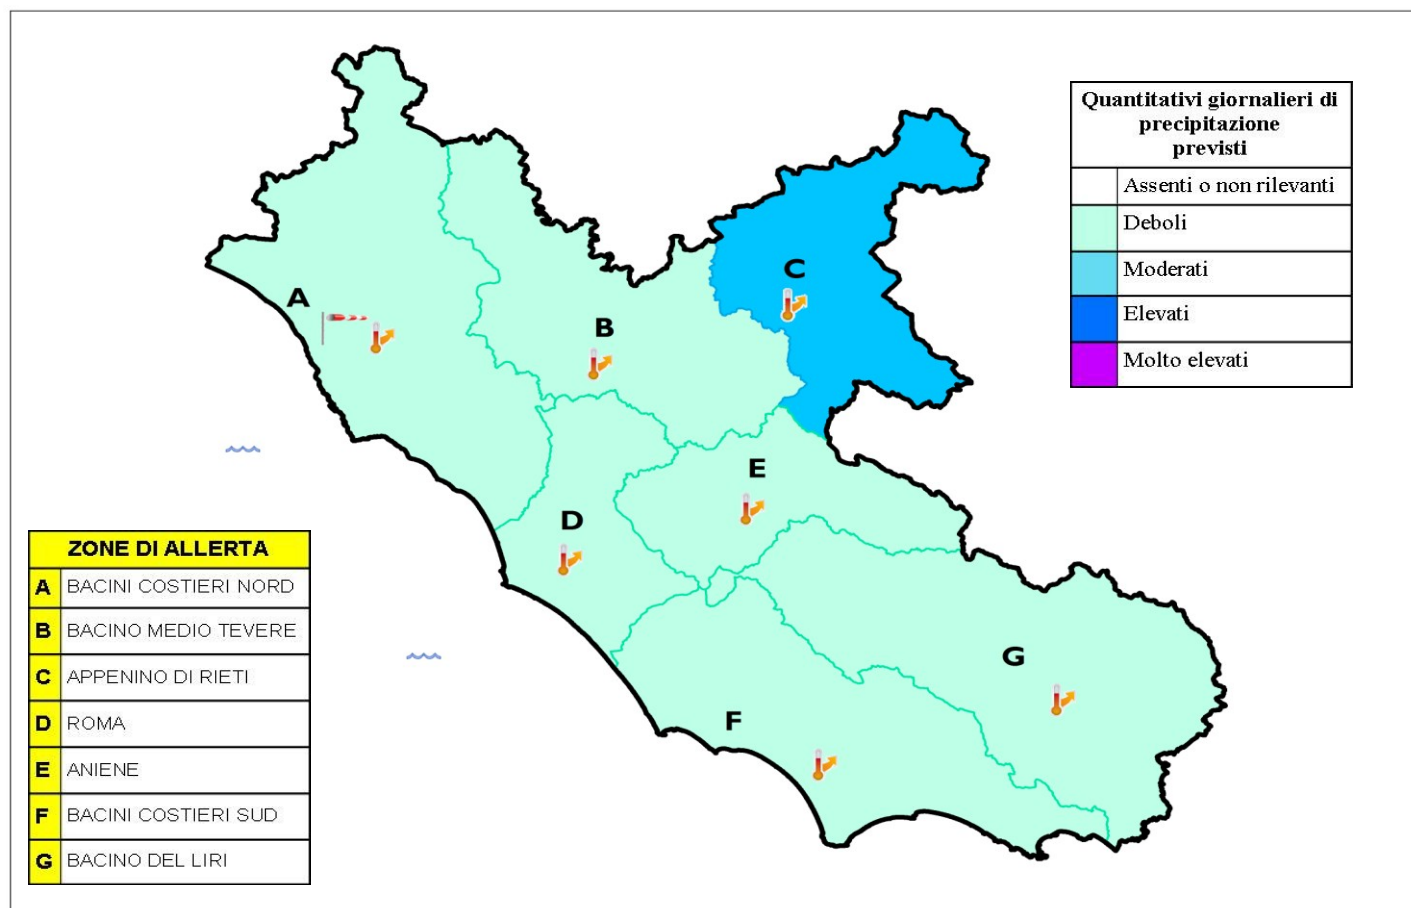 Quantitativi giornalieri di
precipitazione
previsti
Assenti o non rilevanti
Deboli
Moderati
Elevati
Molto elevati
A
B
C
D
E
F
G
ZONE DI ALLERTA
A BACINI COSTIERI NORD
B BACINO MEDIO TEVERE
C APPENINO DI RIETI
D ROMA
E ANIENE
F BACINI COSTIERI SUD
G BACINO DEL LIRI